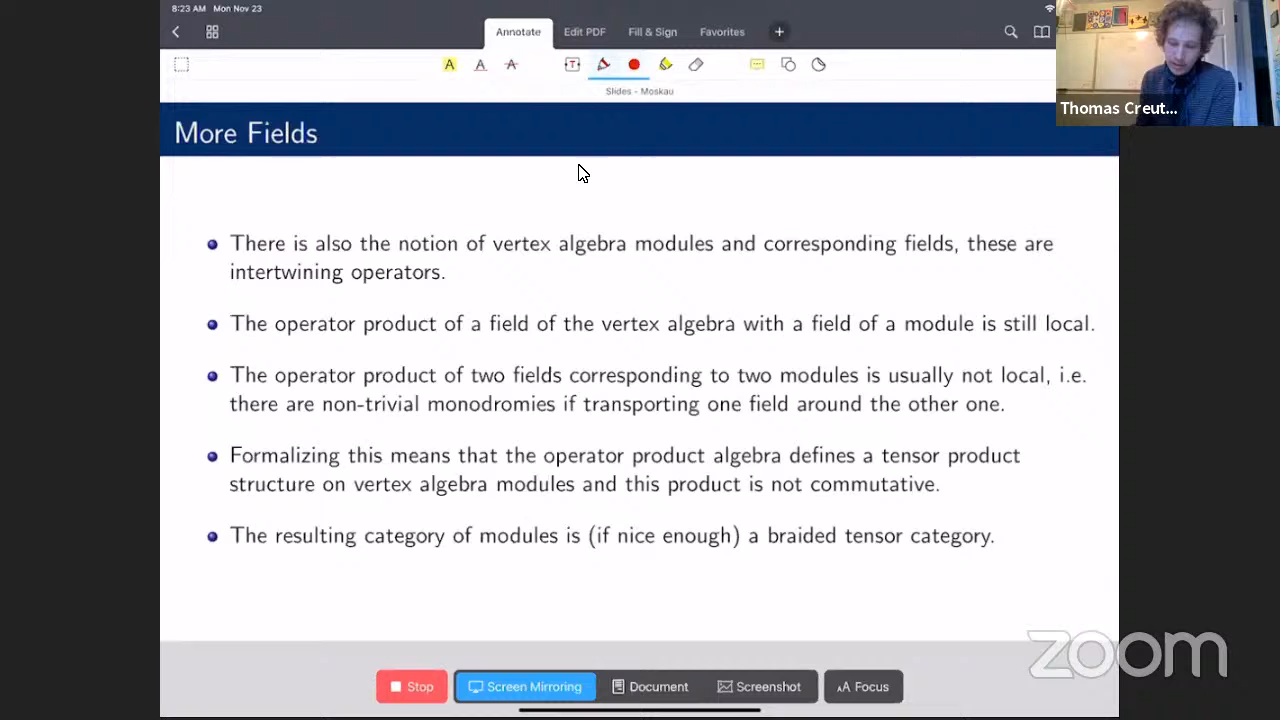 8:23 AM Mon Nov 23
Annotate
Edit PDF
Fill & Sign
Favorites
A
A
A
T
Slides - Moskau
Thomas Creut...
More Fields
There is also the notion of vertex algebra modules and corresponding fields, these are
intertwining operators.
The operator product of a field of the vertex algebra with a field of a module is still local.
The operator product of two fields corresponding to two modules is usually not local, i.e.
there are non-trivial monodromies if transporting one field around the other one.
Formalizing this means that the operator product algebra defines a tensor product
structure on vertex algebra modules and this product is not commutative.
The resulting category of modules is (if nice enough) a braided tensor category.
zoom
Stop
Screen Mirroring
Document
Screenshot
AA Focus